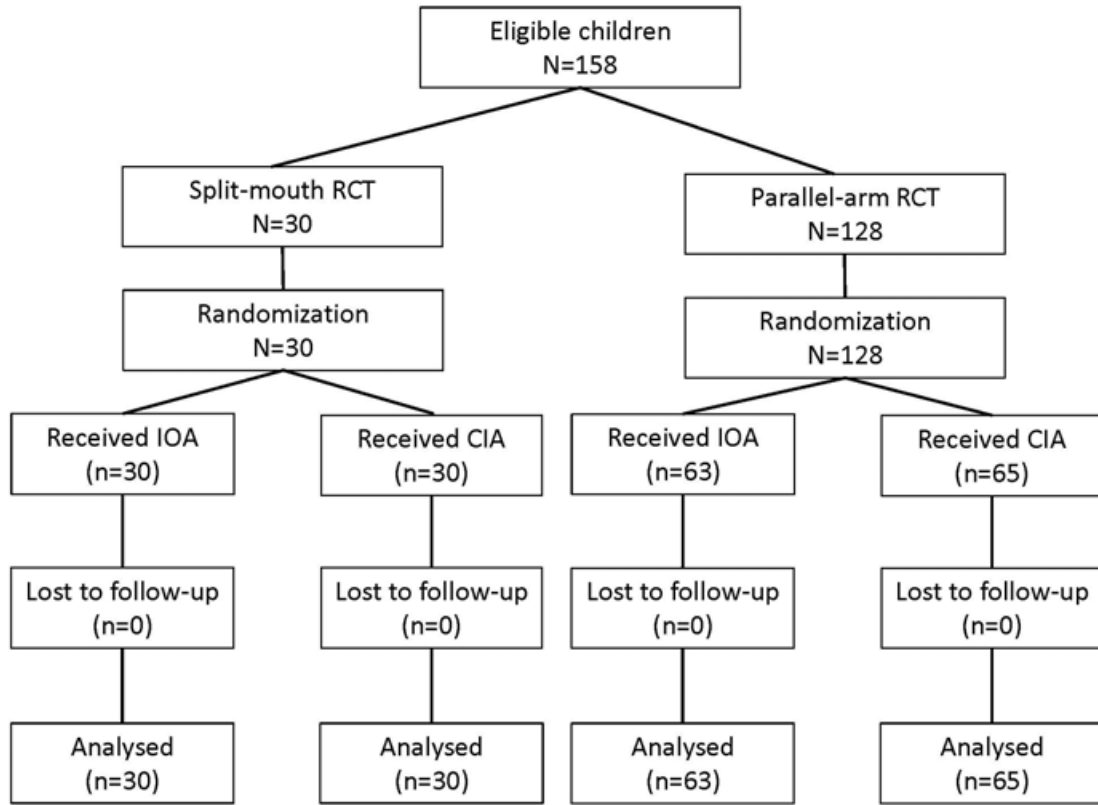 Eligible children
N=158
Split-mouth RCT
N=30
Parallel-arm RCT
N=128
Randomization
N=30
Randomization
N=128
Received IOA
(n=30)
Received CIA
(n=30)
Received IOA
(n=63)
Received CIA
(n=65)
Lost to follow-up
(n=0)
Lost to follow-up
(n=0)
Lost to follow-up
(n=0)
Lost to follow-up
(n=0)
Analysed
(n=30)
Analysed
(n=30)
Analysed
(n=63)
Analysed
(n=65)